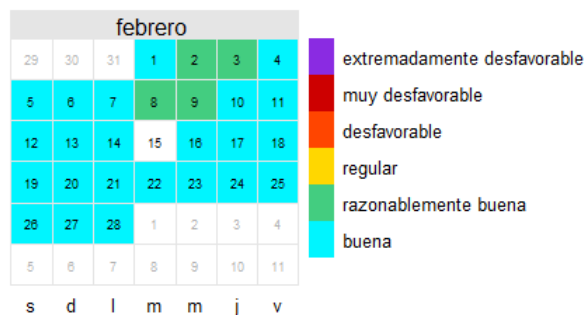 febrero
29 30 31 1 2 3 4
5 6 7 8 9 10 11
12 13 14 15 16 17 18
19 20 21 22 23 24 25
26 27 28 1 2 3 4
5 6 7 8 9 10 11
s d l m m j v
extremadamente desfavorable
muy desfavorable
desfavorable
regular
razonablemente buena
buena